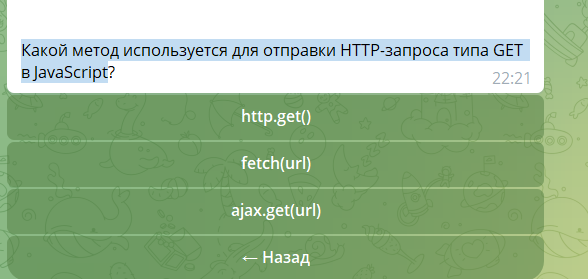 Какой метод используется для отправки HTTP-запроса типа GET
в JavaScript?
22:21
http.get()
fetch(url)
ajax.get(url)
← Назад